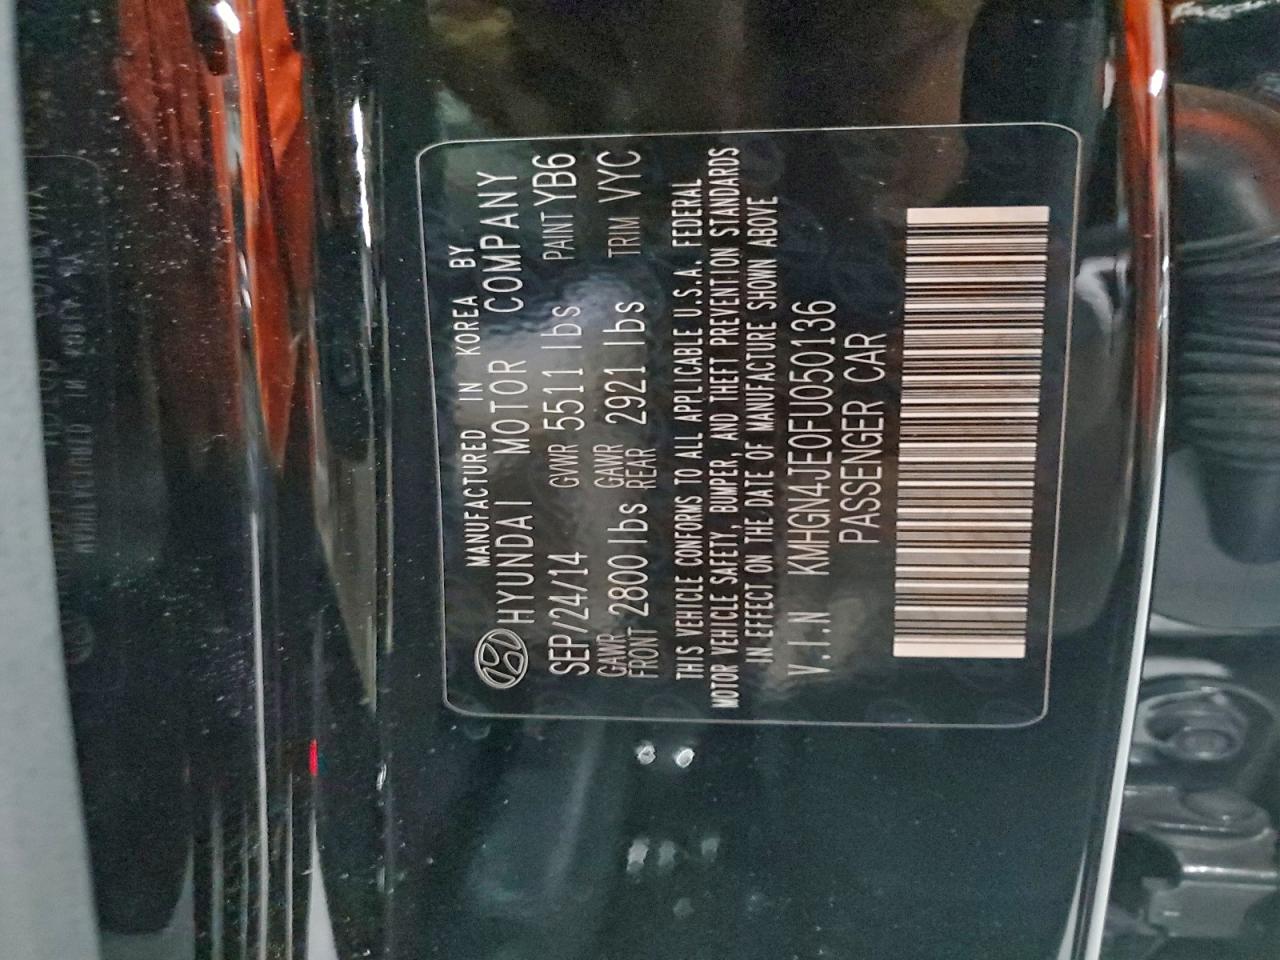 MANUFACTURED IN KOREA BY
HYUNDAI MOTOR COMPANY
SEP/24/14 GVWR 5511 lbs PAINT YB6
GAWR FRONT 2800 lbs GAWR REAR 2921 lbs TRIM VYC
THIS VEHICLE CONFORMS TO ALL APPLICABLE U.S.A. FEDERAL
MOTOR VEHICLE SAFETY, BUMPER, AND THEFT PREVENTION STANDARDS
IN EFFECT ON THE DATE OF MANUFACTURE SHOWN ABOVE
V.I.N KMHGN4JE0FU050136
PASSENGER CAR